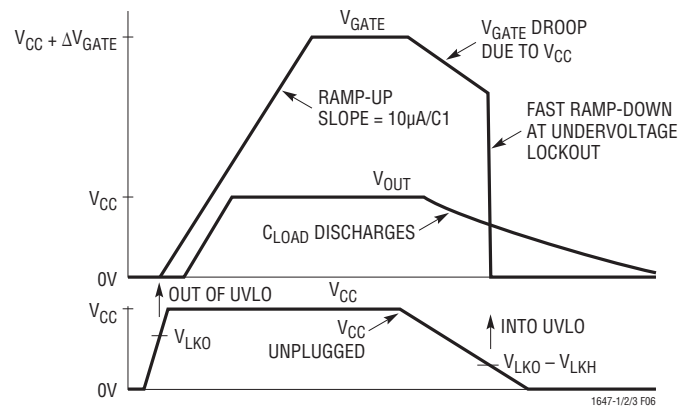 V_GATE
V_CC + ΔV_GATE
V_GATE DROOP
DUE TO V_CC
RAMP-UP
SLOPE = 10µA/C1
FAST RAMP-DOWN
AT UNDERVOLTAGE
LOCKOUT
V_CC
V_OUT
C_LOAD DISCHARGES
0V
OUT OF UVLO
V_CC
V_CC
V_LKO
V_CC
UNPLUGGED
INTO UVLO
V_LKO – V_LKH
0V
1647-1/2/3 F06